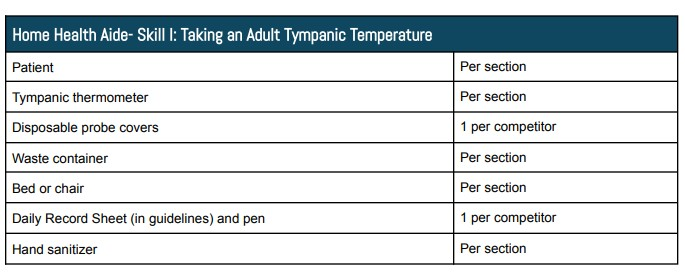 Home Health Aide- Skill I: Taking an Adult Tympanic Temperature
Patient Per section
Tympanic thermometer Per section
Disposable probe covers 1 per competitor
Waste container Per section
Bed or chair Per section
Daily Record Sheet (in guidelines) and pen 1 per competitor
Hand sanitizer Per section